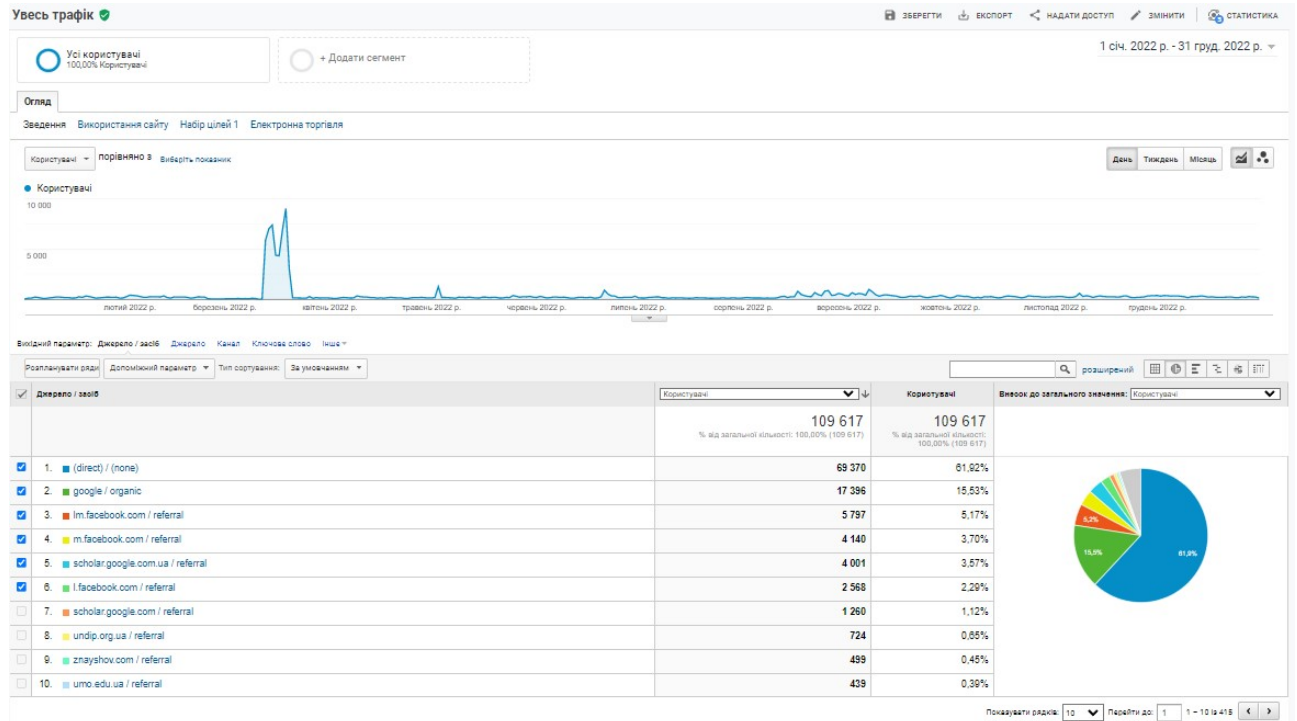 Увесь трафік
ЗБЕРЕГТИ ЕКСПОРТ НАДАТИ ДОСТУП ЗМІНИТИ СТАТИСТИКА
Усі користувачі
100,00% Користувачі
+ Додати сегмент
1 січ. 2022 р. - 31 груд. 2022 р.
Огляд
Зведення Використання сайту Набір цілей 1 Електронна торгівля
Користувачі порівняно з Виберіть показник
День Тиждень Місяць
Користувачі
10 000
5 000
лютий 2022 р. березень 2022 р. квітень 2022 р. травень 2022 р. червень 2022 р. липень 2022 р. серпень 2022 р. вересень 2022 р. жовтень 2022 р. листопад 2022 р. грудень 2022 р.
Вихідний параметр: Джерело / засіб Джерело Канал Ключове слово Інше
Розпланувати ряди Допоміжний параметр Тип сортування: За умовчанням
розширений
Джерело / засіб Користувачі Користувачі Внесок до загального значення: Користувачі
109 617 109 617
% від загальної кількості: 100,00% (109 617) % від загальної кількості:
100,00% (109 617)
1. (direct) / (none) 69 370 61,92%
2. google / organic 17 396 15,53%
3. lm.facebook.com / referral 5 797 5,17%
4. m.facebook.com / referral 4 140 3,70%
5. scholar.google.com.ua / referral 4 001 3,57%
6. l.facebook.com / referral 2 568 2,29%
7. scholar.google.com / referral 1 260 1,12%
8. undip.org.ua / referral 724 0,65%
9. znayshov.com / referral 499 0,45%
10. umo.edu.ua / referral 439 0,39%
5,2%
15,5% 61,9%
Показувати рядків: 10 Перейти до: 1 1 – 10 із 415